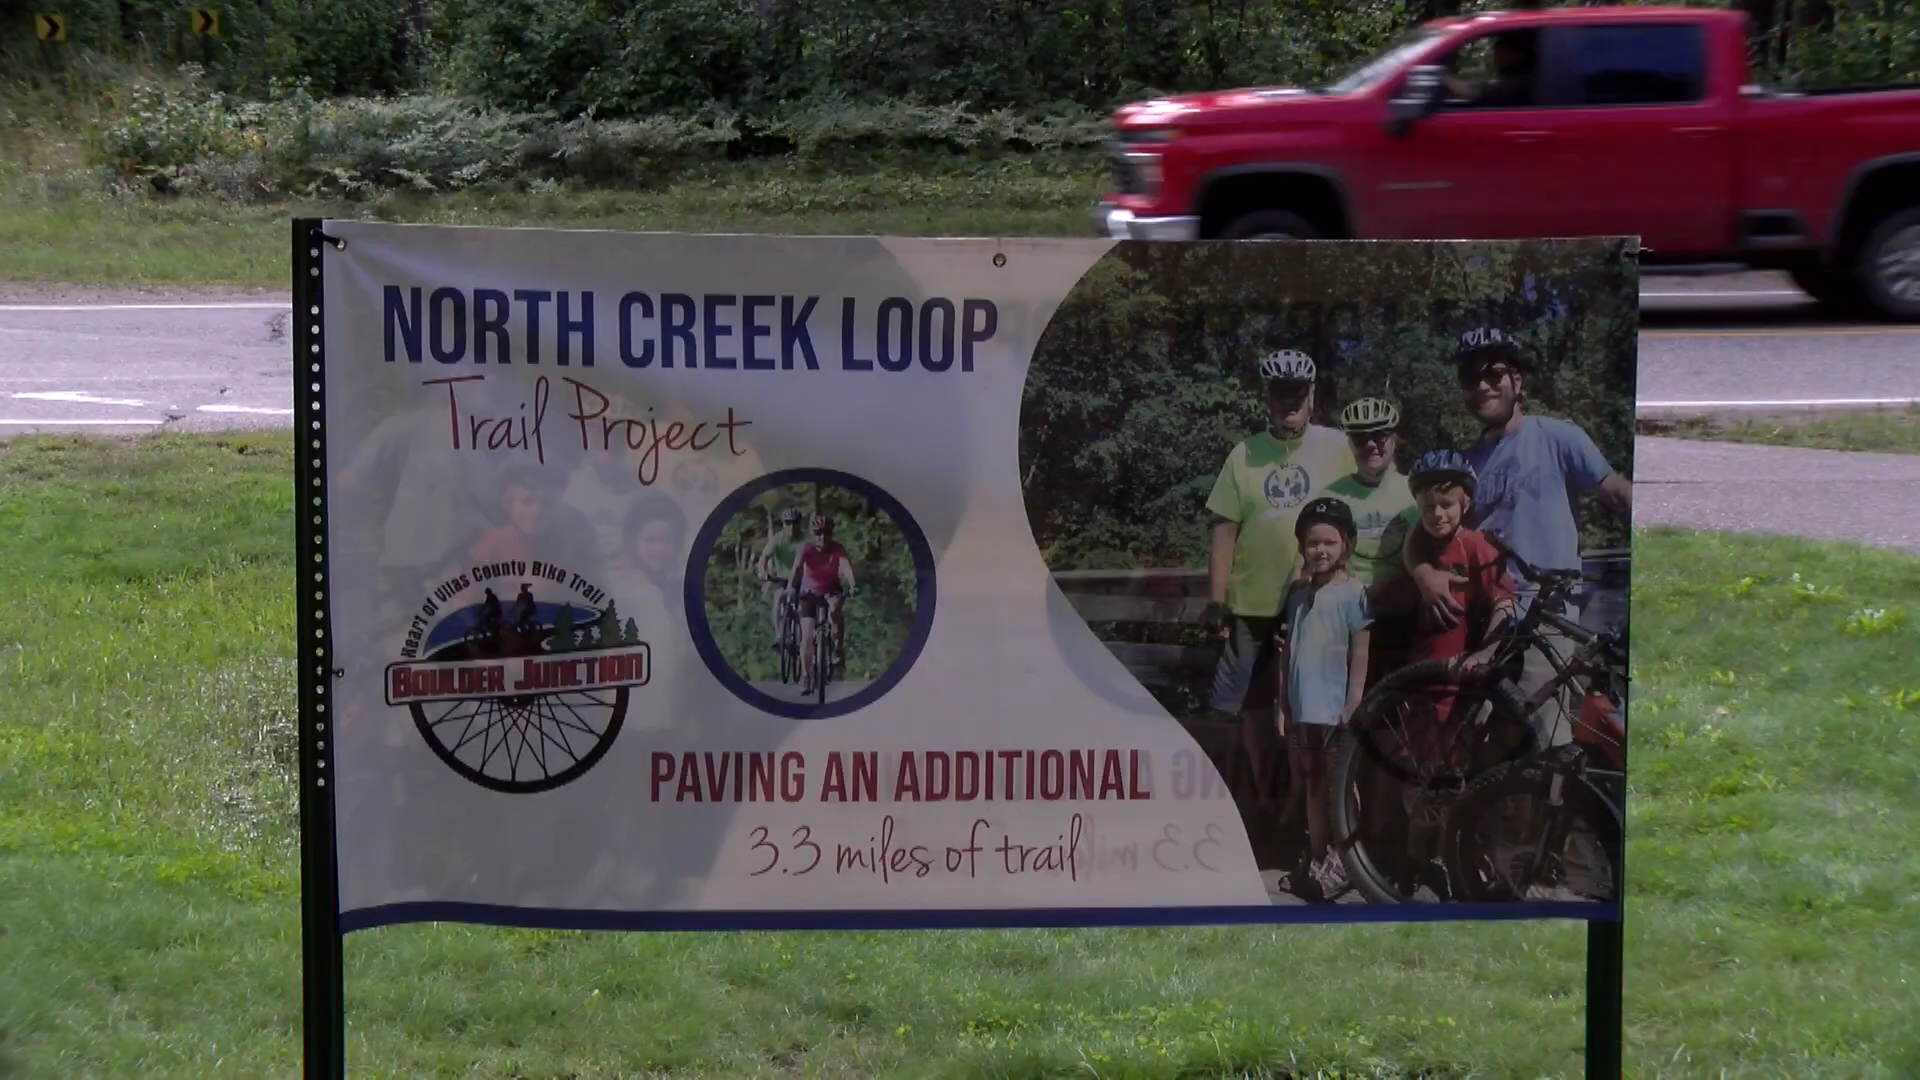 NORTH CREEK LOOP
Trail Project
Heart of Vilas County Bike Trail
BOULDER JUNCTION
PAVING AN ADDITIONAL
3.3 miles of trail